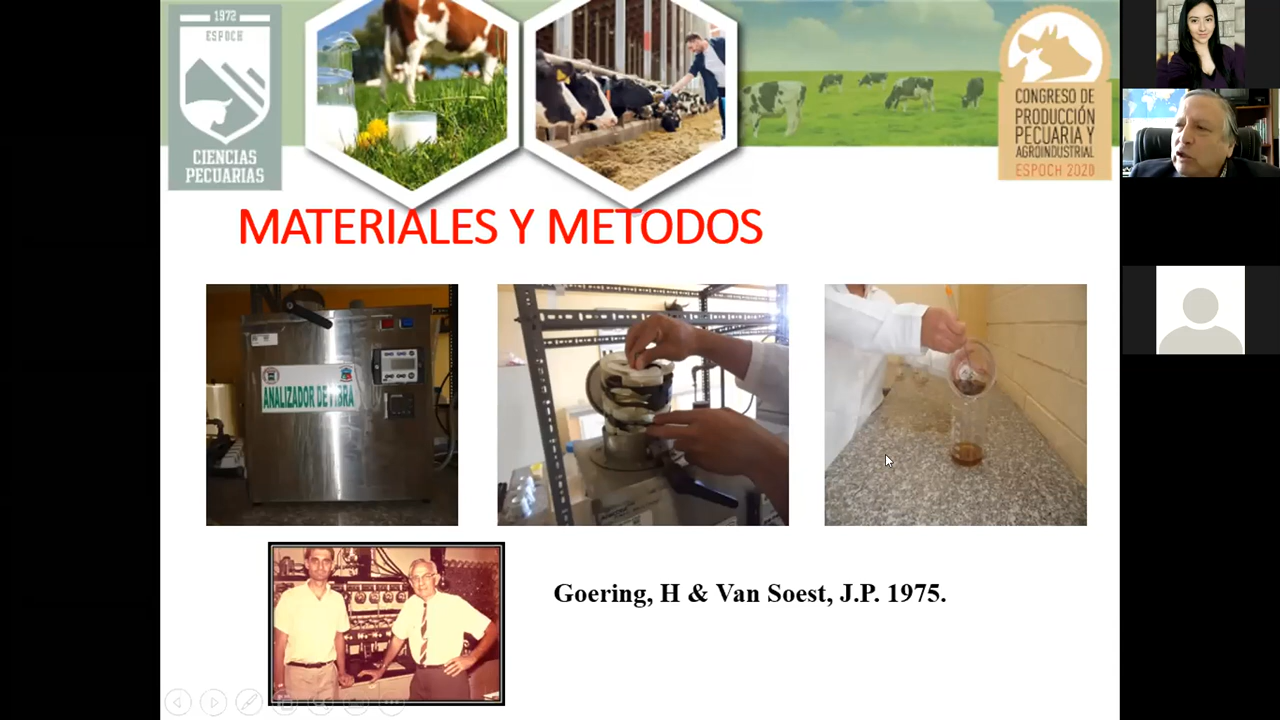 1972
ESPOCH
CIENCIAS
PECUARIAS
CONGRESO DE
PRODUCCIÓN
PECUARIA Y
AGROINDUSTRIAL
ESPOCH 2020
MATERIALES Y METODOS
ANALIZADOR DE FIBRA
Goering, H & Van Soest, J.P. 1975.